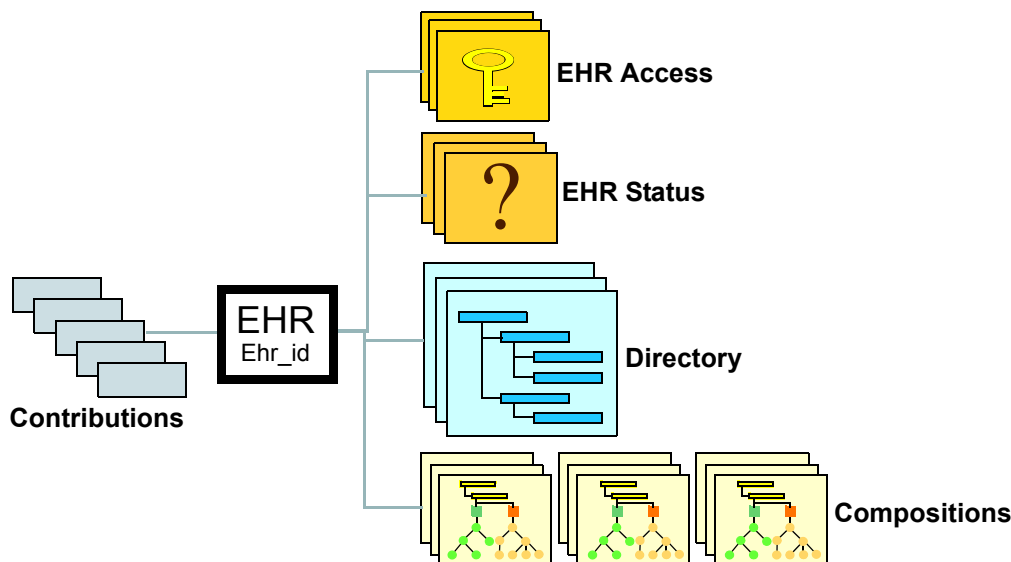 EHR Access
?
EHR Status
EHR
Ehr_id
Directory
Contributions
Compositions